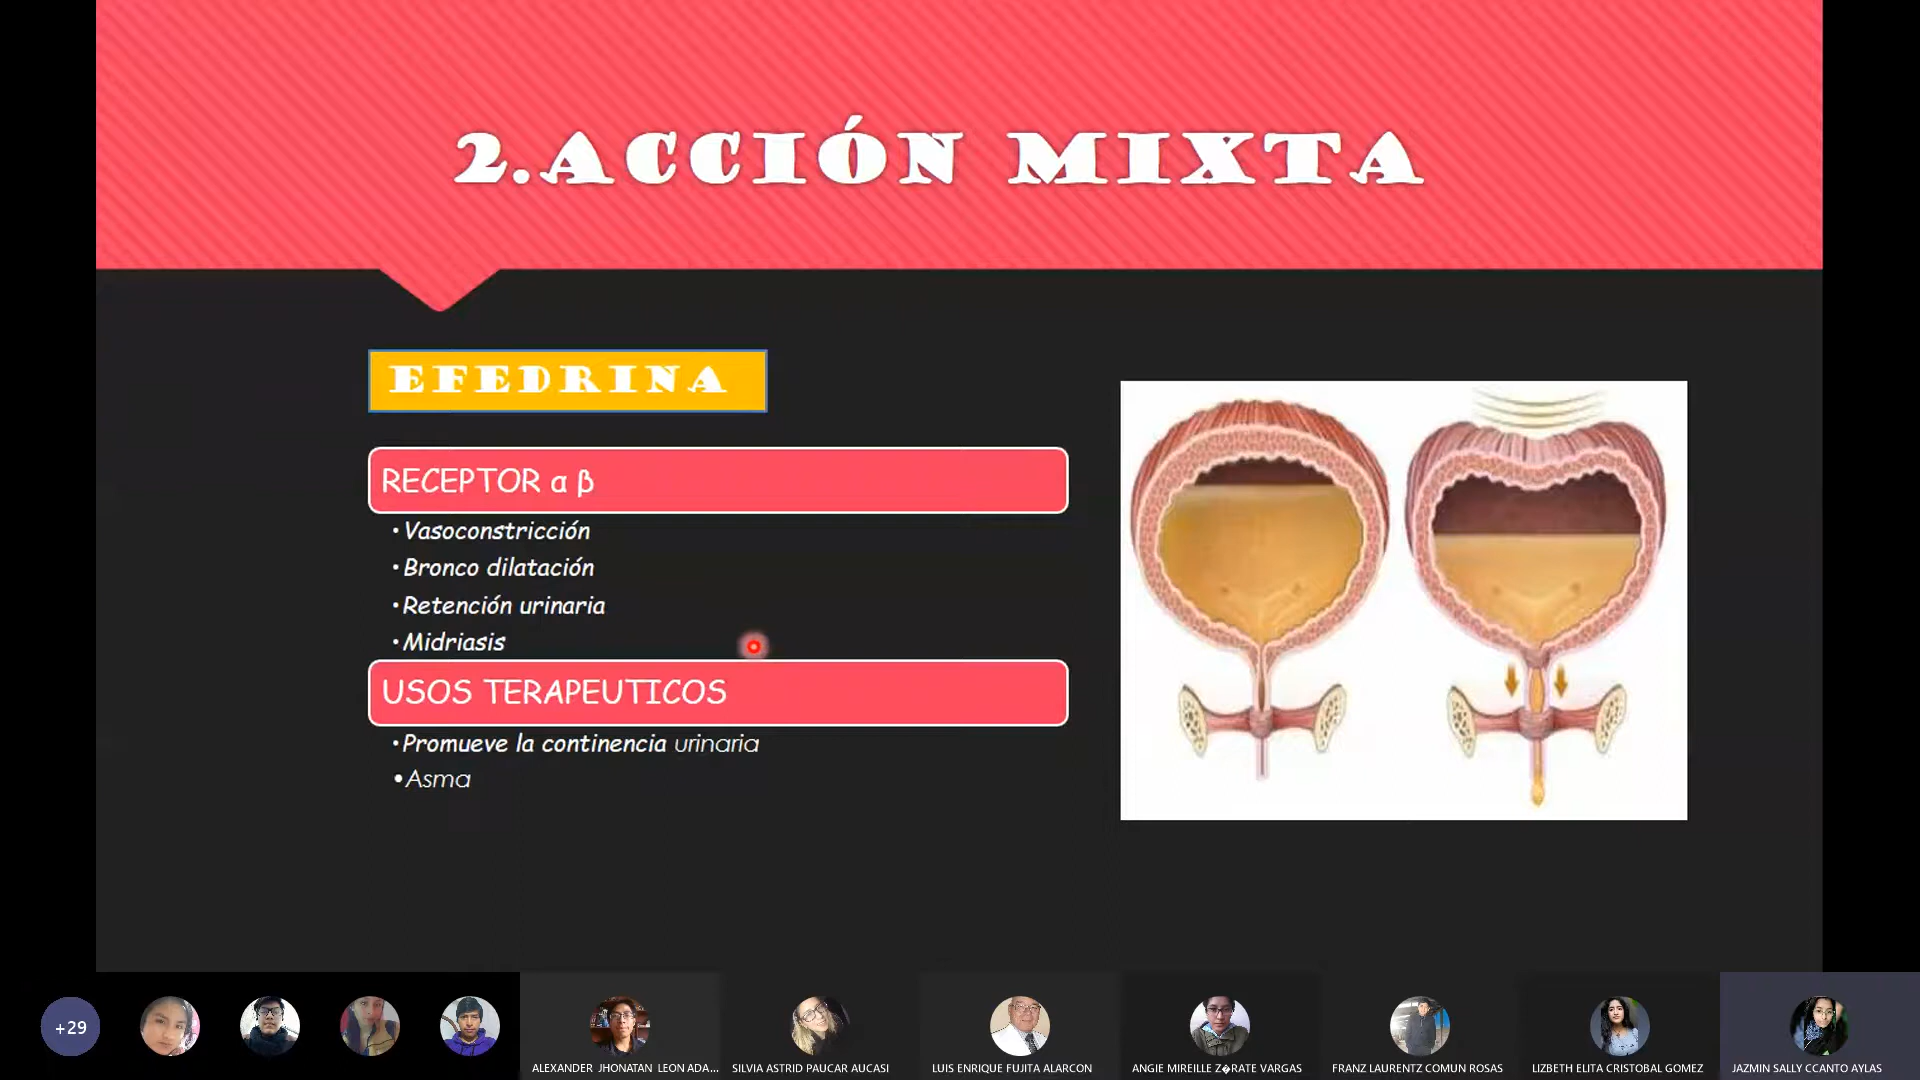 2.ACCIÓN MIXTA
EFEDRINA
RECEPTOR α β
•Vasoconstricción
•Bronco dilatación
•Retención urinaria
•Midriasis
USOS TERAPEUTICOS
•Promueve la continencia urinaria
•Asma
+29
ALEXANDER JHONATAN LEON ADA...
SILVIA ASTRID PAUCAR AUCASI
LUIS ENRIQUE FUJITA ALARCON
ANGIE MIREILLE Z�RATE VARGAS
FRANZ LAURENTZ COMUN ROSAS
LIZBETH ELITA CRISTOBAL GOMEZ
JAZMIN SALLY CCANTO AYLAS